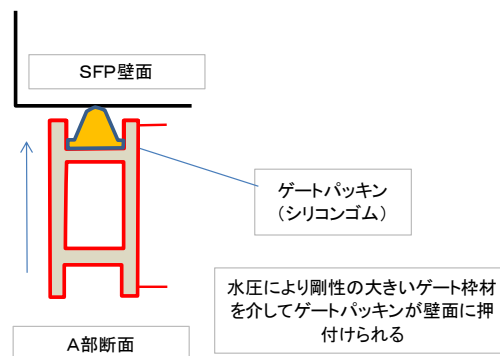 SFP壁面
ゲートパッキン
（シリコンゴム）
水圧により剛性の大きいゲート枠材
を介してゲートパッキンが壁面に押
付けられる
A部断面